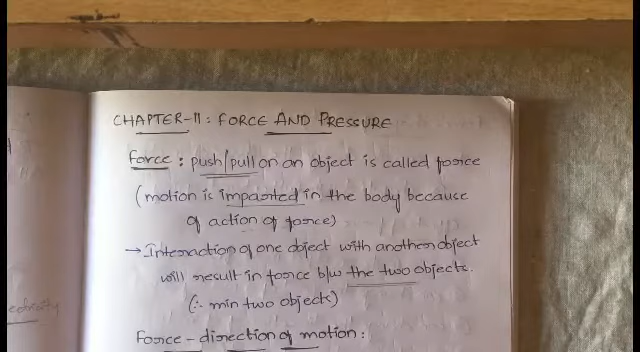 CHAPTER-11: FORCE AND PRESSURE
Force: push/pull on an object is called force
(motion is imparted in the body because
of action of force)
→ Interaction of one object with another object
will result in force b/w the two objects.
(∴ min two objects)
Force - direction of motion: